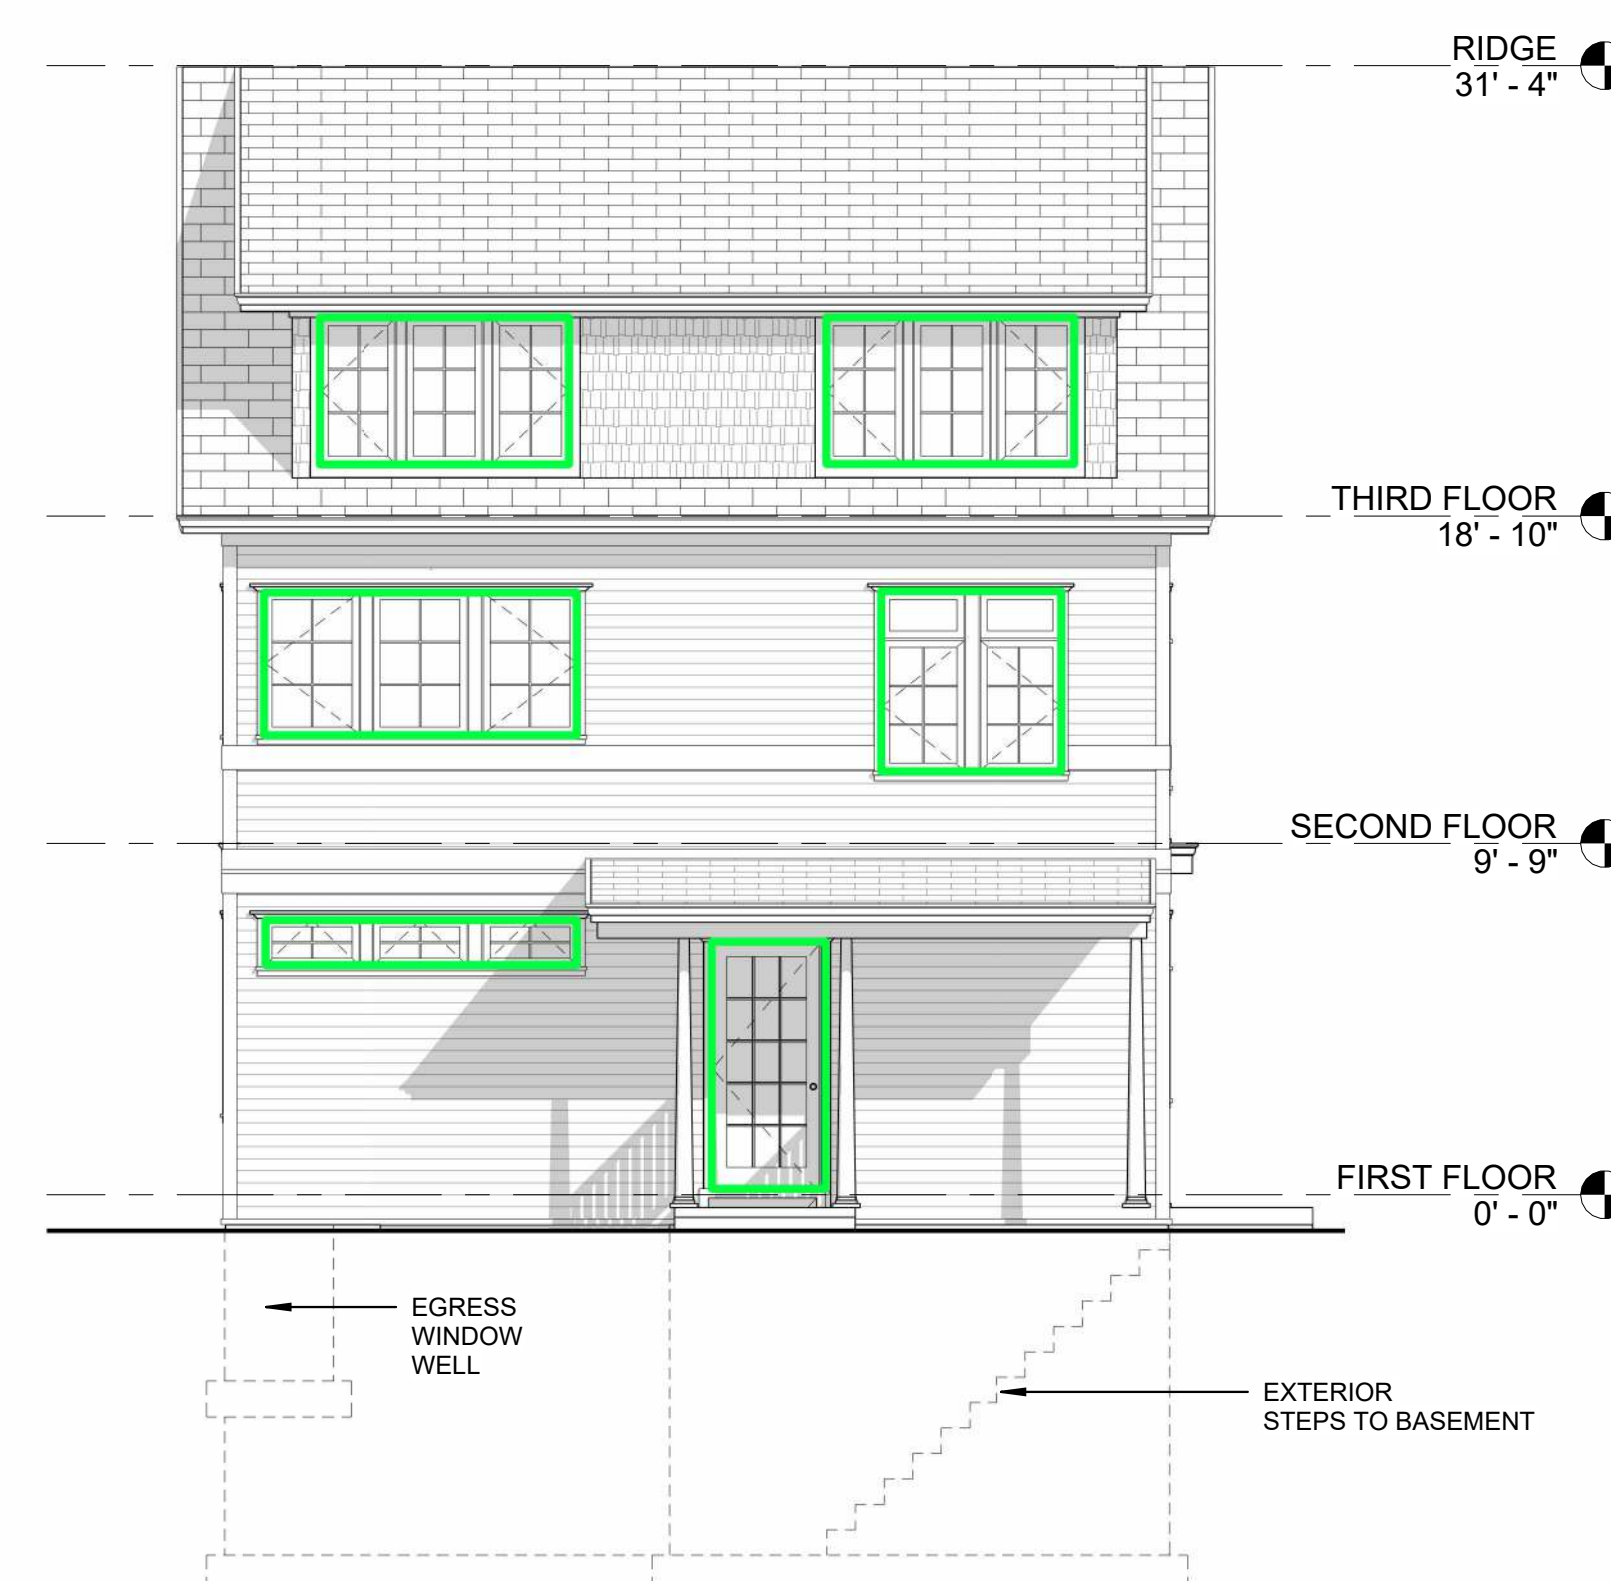 RIDGE
31' - 4"
THIRD FLOOR
18' - 10"
SECOND FLOOR
9' - 9"
FIRST FLOOR
0' - 0"
EGRESS
WINDOW
WELL
EXTERIOR
STEPS TO BASEMENT